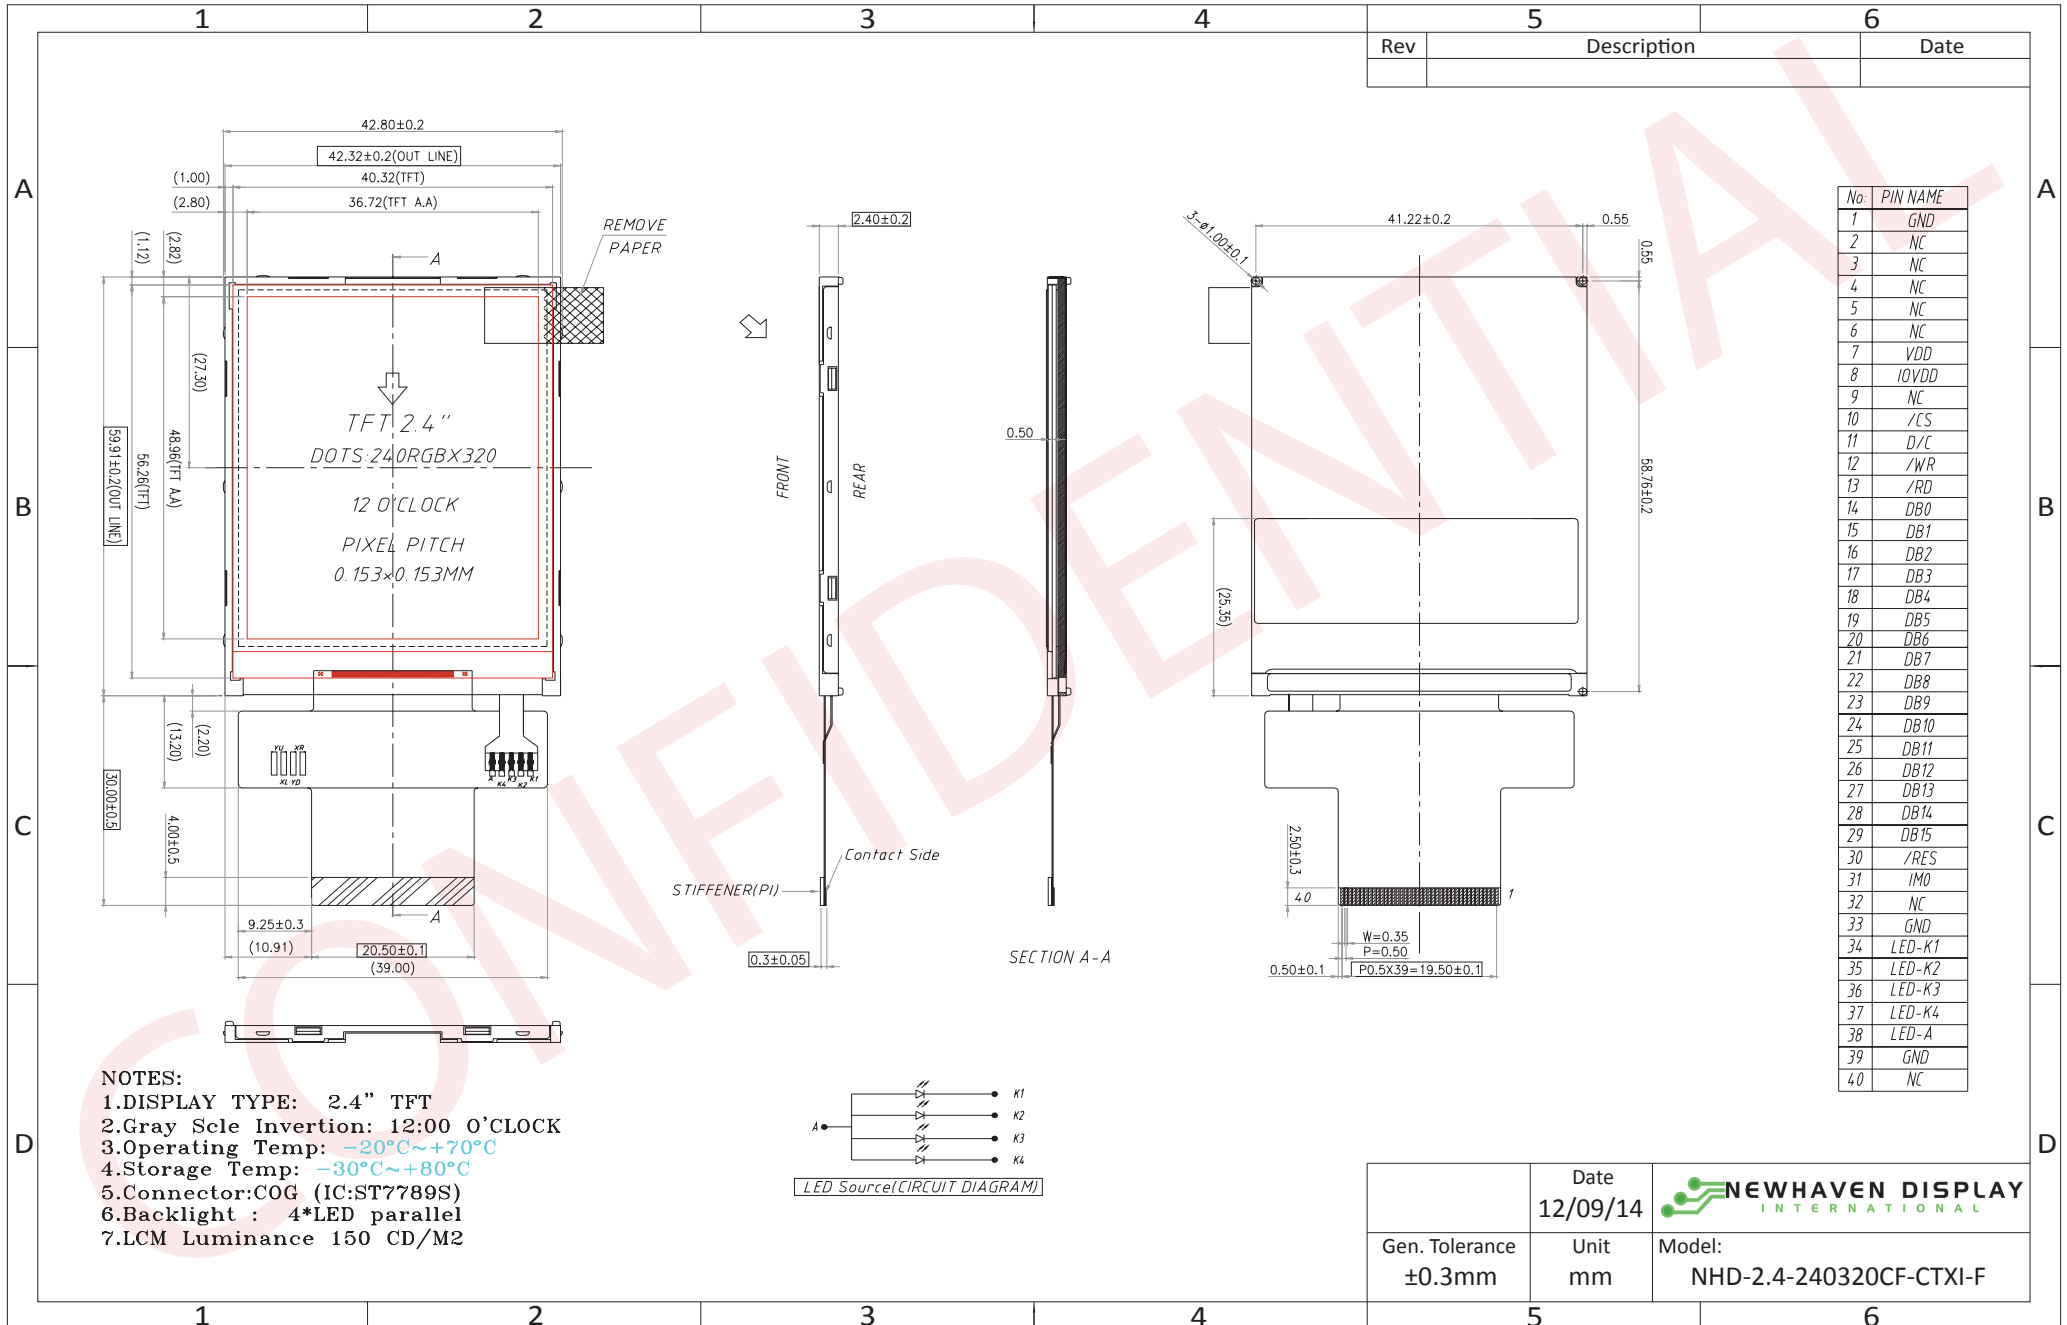 1 2 3 4 5 6
Rev Description Date
A
B
C
D
42.80±0.2
42.32±0.2(OUT LINE)
(1.00) 40.32(TFT)
(2.80) 36.72(TFT A.A)
(1.12)
(2.82)
REMOVE
PAPER
A
(27.30)
59.91±0.2(OUT LINE)
56.26(TFT)
48.96(TFT A.A)
TFT 2.4"
DOTS:240RGBX320
12 O'CLOCK
PIXEL PITCH
0.153×0.153MM
(2.20)
(13.20)
30.00±0.5
4.00±0.5
YU XR
XL YD
A K3 K1
K4 K2
A
9.25±0.3
(10.91) 20.50±0.1
(39.00)
2.40±0.2
FRONT
REAR
Contact Side
STIFFENER(PI)
0.3±0.05
0.50
SECTION A-A
3-ø1.00±0.1
41.22±0.2 0.55
0.55
58.76±0.2
(25.35)
2.50±0.3
40 1
W=0.35
P=0.50
0.50±0.1 P0.5X39=19.50±0.1
No: PIN NAME
1 GND
2 NC
3 NC
4 NC
5 NC
6 NC
7 VDD
8 IOVDD
9 NC
10 /CS
11 D/C
12 /WR
13 /RD
14 DB0
15 DB1
16 DB2
17 DB3
18 DB4
19 DB5
20 DB6
21 DB7
22 DB8
23 DB9
24 DB10
25 DB11
26 DB12
27 DB13
28 DB14
29 DB15
30 /RES
31 IM0
32 NC
33 GND
34 LED-K1
35 LED-K2
36 LED-K3
37 LED-K4
38 LED-A
39 GND
40 NC
CONFIDENTIAL
NOTES:
1.DISPLAY TYPE: 2.4" TFT
2.Gray Scle Invertion: 12:00 O'CLOCK
3.Operating Temp: -20°C~+70°C
4.Storage Temp: -30°C~+80°C
5.Connector:COG (IC:ST7789S)
6.Backlight : 4*LED parallel
7.LCM Luminance 150 CD/M2
A
K1
K2
K3
K4
LED Source(CIRCUIT DIAGRAM)
Date
12/09/14
NEWHAVEN DISPLAY
INTERNATIONAL
Gen. Tolerance
±0.3mm
Unit
mm
Model:
NHD-2.4-240320CF-CTXI-F
A
B
C
D
1 2 3 4 5 6